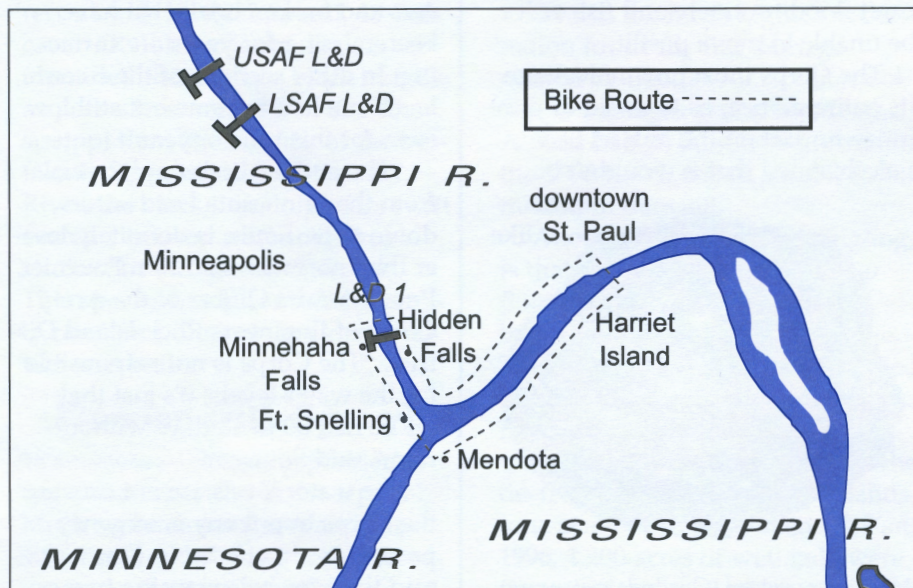 USAF L&D
LSAF L&D
Bike Route
MISSISSIPPI R.
downtown
St. Paul
Minneapolis
L&D 1
Hidden
Falls
Minnehaha
Falls
Harriet
Island
Ft. Snelling
Mendota
MISSISSIPPI R.
MINNESOTA R.